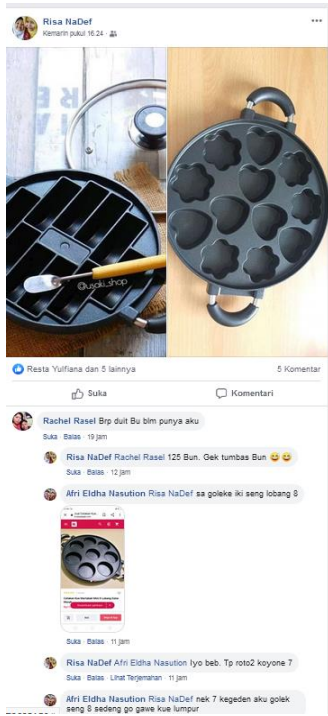 Risa NaDef
Kemarin pukul 16.24 ·
@usaki_shop
Resta Yulfiana dan 5 lainnya
5 Komentar
Suka
Komentari
Rachel Rasel Brp duit Bu blm punya aku
Suka · Balas · 19 jam
Risa NaDef Rachel Rasel 125 Bun. Gek tumbas Bun 😂😂
Suka · Balas · 12 jam
Afri Eldha Nasution Risa NaDef sa goleke iki seng lobang 8
Suka · Balas · 11 jam
Risa NaDef Afri Eldha Nasution Iyo beb. Tp roto2 koyone 7
Suka · Balas · Lihat Terjemahan · 11 jam
Afri Eldha Nasution Risa NaDef nek 7 kegeden aku golek
seng 8 sedeng go gawe kue lumpur